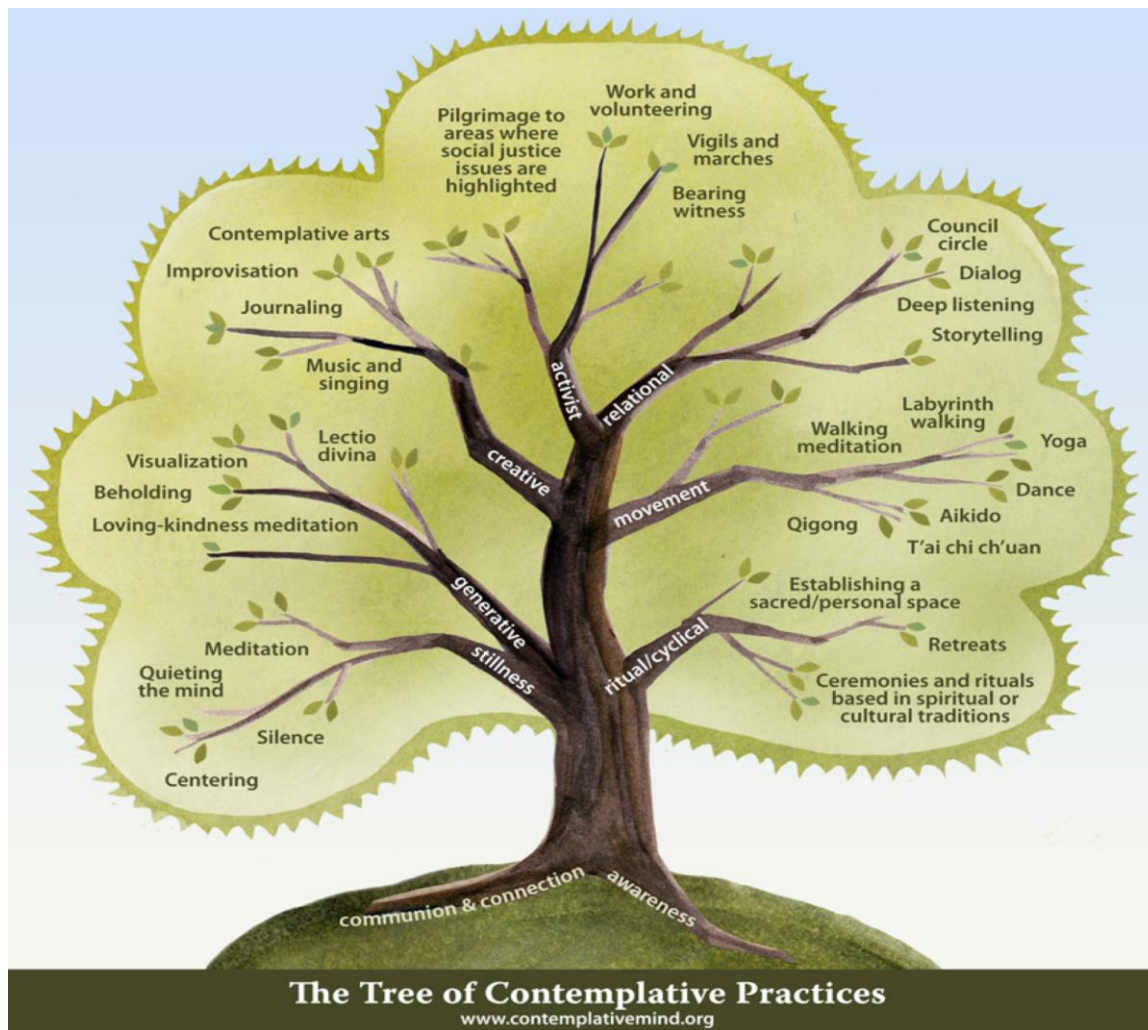 Work and
volunteering
Pilgrimage to
areas where
social justice
issues are
highlighted
Vigils and
marches
Bearing
witness
activist
Contemplative arts
Improvisation
Journaling
Music and
singing
creative
Council
circle
Dialog
Deep listening
Storytelling
relational
Lectio
divina
Visualization
Beholding
Loving-kindness meditation
generative
Labyrinth
walking
Walking
meditation
Yoga
Dance
Aikido
Qigong
T'ai chi ch'uan
movement
Meditation
Quieting
the mind
Silence
Centering
stillness
Establishing a
sacred/personal space
Retreats
Ceremonies and rituals
based in spiritual or
cultural traditions
ritual/cyclical
communion & connection
awareness
The Tree of Contemplative Practices
www.contemplativemind.org